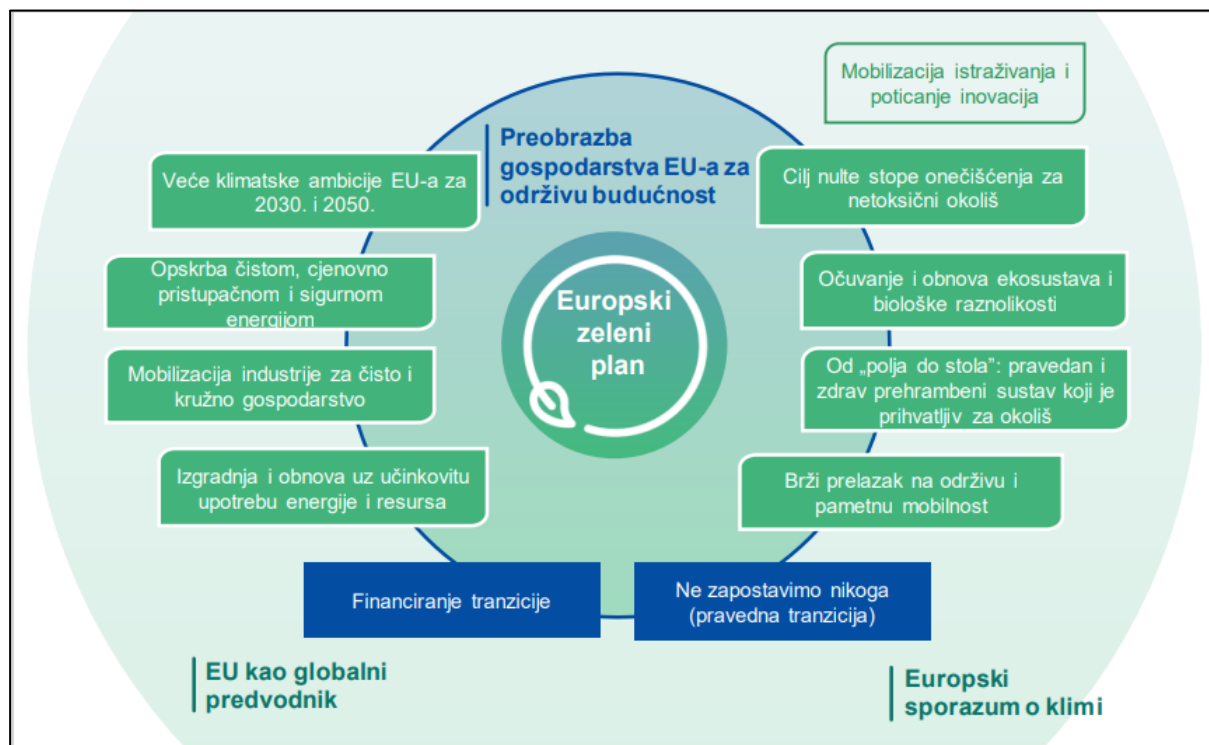 Mobilizacija istraživanja i
poticanje inovacija
Preobrazba
gospodarstva EU-a za
održivu budućnost
Veće klimatske ambicije EU-a za
2030. i 2050.
Opskrba čistom, cjenovno
pristupačnom i sigurnom
energijom
Mobilizacija industrije za čisto i
kružno gospodarstvo
Izgradnja i obnova uz učinkovitu
upotrebu energije i resursa
Europski
zeleni
plan
Cilj nulte stope onečišćenja za
netoksični okoliš
Očuvanje i obnova ekosustava i
biološke raznolikosti
Od „polja do stola”: pravedan i
zdrav prehrambeni sustav koji je
prihvatljiv za okoliš
Brži prelazak na održivu i
pametnu mobilnost
Financiranje tranzicije
Ne zapostavimo nikoga
(pravedna tranzicija)
EU kao globalni
predvodnik
Europski
sporazum o klimi